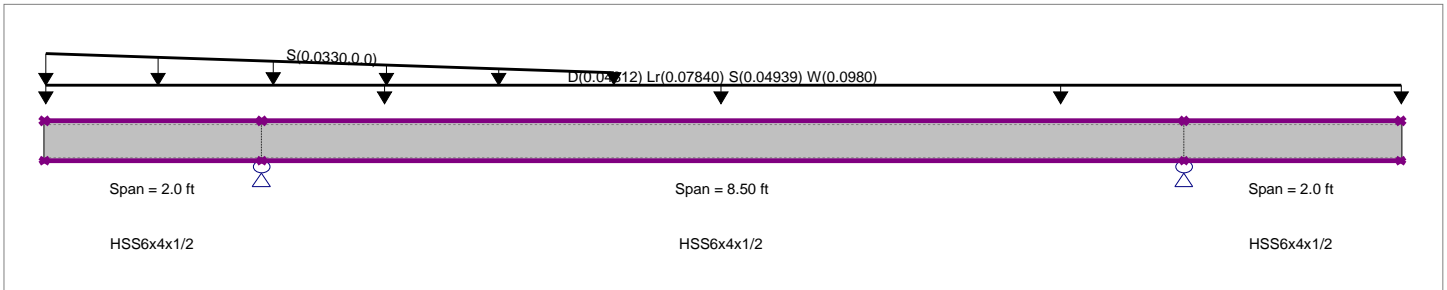 S(0.0330,0.0)
D(0.04312) Lr(0.07840) S(0.04939) W(0.0980)
Span = 2.0 ft
Span = 8.50 ft
Span = 2.0 ft
HSS6x4x1/2
HSS6x4x1/2
HSS6x4x1/2